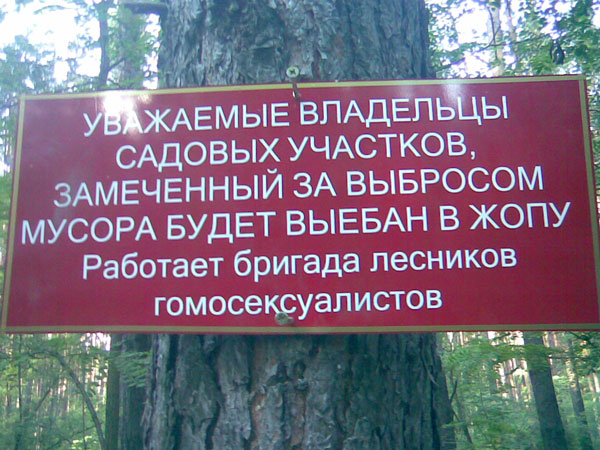 УВАЖАЕМЫЕ ВЛАДЕЛЬЦЫ
САДОВЫХ УЧАСТКОВ,
ЗАМЕЧЕННЫЙ ЗА ВЫБРОСОМ
МУСОРА БУДЕТ ВЫЕБАН В ЖОПУ
Работает бригада лесников
гомосексуалистов